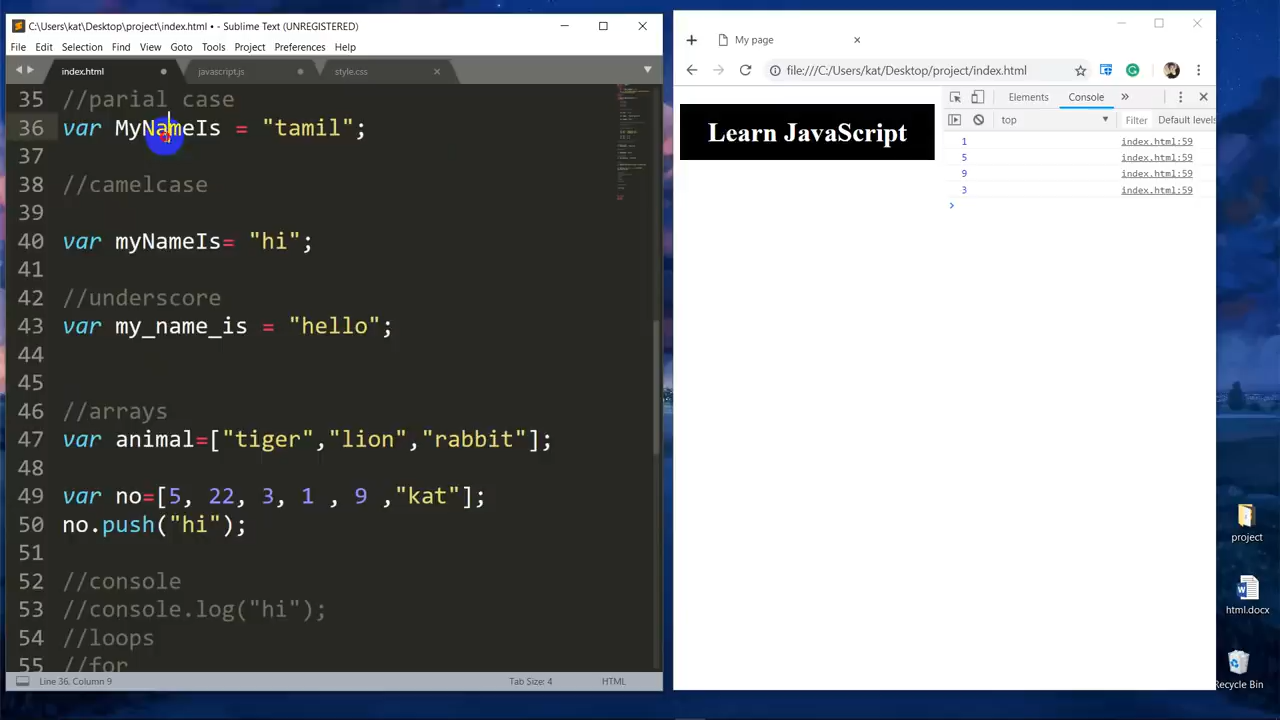 C:\Users\kat\Desktop\project\index.html • - Sublime Text (UNREGISTERED)
File Edit Selection Find View Goto Tools Project Preferences Help
index.html javascript.js style.css
35 //parial case
36 var MyNameIs = "tamil";
37
38 //camelcase
39
40 var myNameIs= "hi";
41
42 //underscore
43 var my_name_is = "hello";
44
45
46 //arrays
47 var animal=["tiger","lion","rabbit"];
48
49 var no=[5, 22, 3, 1 , 9 ,"kat"];
50 no.push("hi");
51
52 //console
53 //console.log("hi");
54 //loops
55 //for
Line 36, Column 9 Tab Size: 4 HTML
My page
file:///C:/Users/kat/Desktop/project/index.html
Learn JavaScript
Elements Console »
top Filter Default levels
1 index.html:59
5 index.html:59
9 index.html:59
3 index.html:59
project
html.docx
Recycle Bin